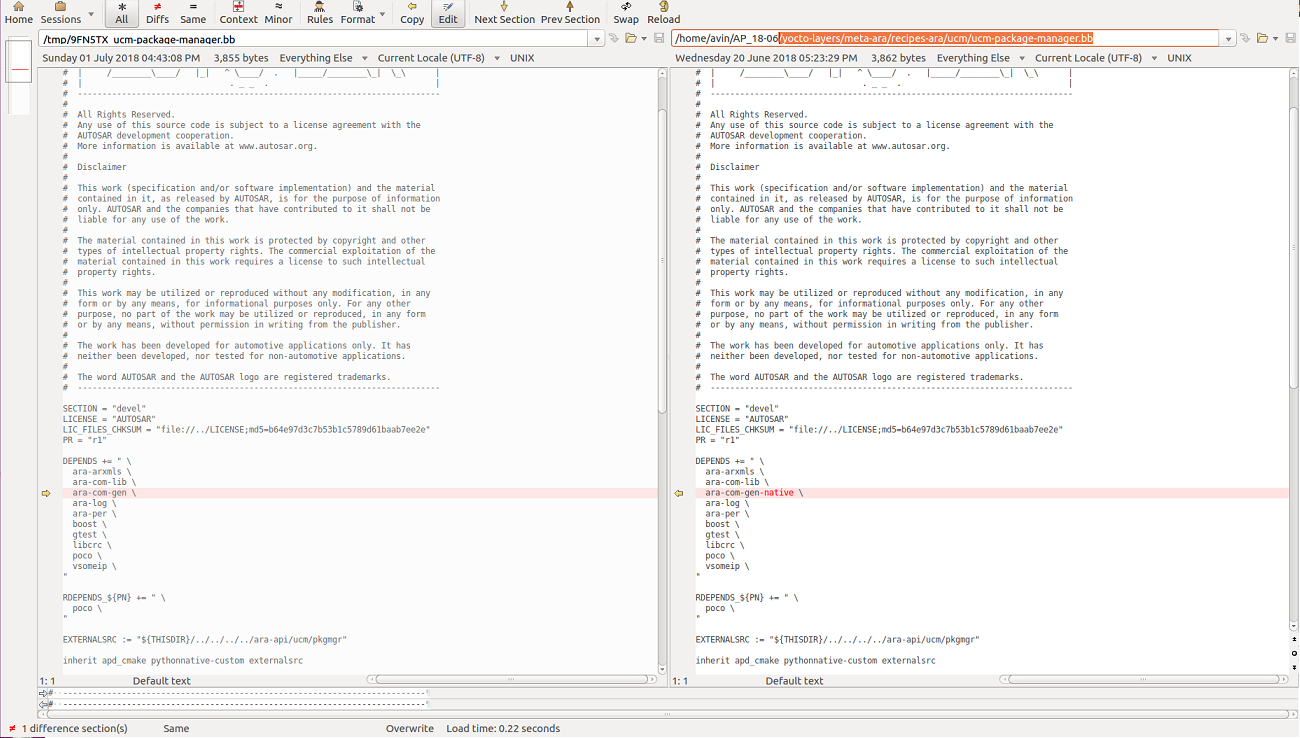 Home Sessions All Diffs Same Context Minor Rules Format Copy Edit Next Section Prev Section Swap Reload
/tmp/9FN5TX ucm-package-manager.bb
Sunday 01 July 2018 04:43:08 PM 3,855 bytes Everything Else Current Locale (UTF-8) UNIX
# | /_______\____/ |_| ^ \____/ . |_____/_______\_| \_\ |
# | . _ _ . |
# ---------------------------------------------------------------------------
#
# All Rights Reserved.
# Any use of this source code is subject to a license agreement with the
# AUTOSAR development cooperation.
# More information is available at www.autosar.org.
#
# Disclaimer
#
# This work (specification and/or software implementation) and the material
# contained in it, as released by AUTOSAR, is for the purpose of information
# only. AUTOSAR and the companies that have contributed to it shall not be
# liable for any use of the work.
#
# The material contained in this work is protected by copyright and other
# types of intellectual property rights. The commercial exploitation of the
# material contained in this work requires a license to such intellectual
# property rights.
#
# This work may be utilized or reproduced without any modification, in any
# form or by any means, for informational purposes only. For any other
# purpose, no part of the work may be utilized or reproduced, in any form
# or by any means, without permission in writing from the publisher.
#
# The work has been developed for automotive applications only. It has
# neither been developed, nor tested for non-automotive applications.
#
# The word AUTOSAR and the AUTOSAR logo are registered trademarks.
# ---------------------------------------------------------------------------
SECTION = "devel"
LICENSE = "AUTOSAR"
LIC_FILES_CHKSUM = "file://../LICENSE;md5=b64e97d3c7b53b1c5789d61baab7ee2e"
PR = "r1"
DEPENDS += " \
ara-arxmls \
ara-com-lib \
ara-com-gen \
ara-log \
ara-per \
boost \
gtest \
libcrc \
poco \
vsomeip \
"
RDEPENDS_${PN} += " \
poco \
"
EXTERNALSRC := "${THISDIR}/../../../../ara-api/ucm/pkgmgr"
inherit apd_cmake pythonnative-custom externalsrc
1: 1 Default text
/home/avin/AP_18-06/yocto-layers/meta-ara/recipes-ara/ucm/ucm-package-manager.bb
Wednesday 20 June 2018 05:23:29 PM 3,862 bytes Everything Else Current Locale (UTF-8) UNIX
# | /_______\____/ |_| ^ \____/ . |_____/_______\_| \_\ |
# | . _ _ . |
# ---------------------------------------------------------------------------
#
# All Rights Reserved.
# Any use of this source code is subject to a license agreement with the
# AUTOSAR development cooperation.
# More information is available at www.autosar.org.
#
# Disclaimer
#
# This work (specification and/or software implementation) and the material
# contained in it, as released by AUTOSAR, is for the purpose of information
# only. AUTOSAR and the companies that have contributed to it shall not be
# liable for any use of the work.
#
# The material contained in this work is protected by copyright and other
# types of intellectual property rights. The commercial exploitation of the
# material contained in this work requires a license to such intellectual
# property rights.
#
# This work may be utilized or reproduced without any modification, in any
# form or by any means, for informational purposes only. For any other
# purpose, no part of the work may be utilized or reproduced, in any form
# or by any means, without permission in writing from the publisher.
#
# The work has been developed for automotive applications only. It has
# neither been developed, nor tested for non-automotive applications.
#
# The word AUTOSAR and the AUTOSAR logo are registered trademarks.
# ---------------------------------------------------------------------------
SECTION = "devel"
LICENSE = "AUTOSAR"
LIC_FILES_CHKSUM = "file://../LICENSE;md5=b64e97d3c7b53b1c5789d61baab7ee2e"
PR = "r1"
DEPENDS += " \
ara-arxmls \
ara-com-lib \
ara-com-gen-native \
ara-log \
ara-per \
boost \
gtest \
libcrc \
poco \
vsomeip \
"
RDEPENDS_${PN} += " \
poco \
"
EXTERNALSRC := "${THISDIR}/../../../../ara-api/ucm/pkgmgr"
inherit apd_cmake pythonnative-custom externalsrc
1: 1 Default text
# ---------------------------------------------------------------------------
# ---------------------------------------------------------------------------
1 difference section(s) Same Overwrite Load time: 0.22 seconds